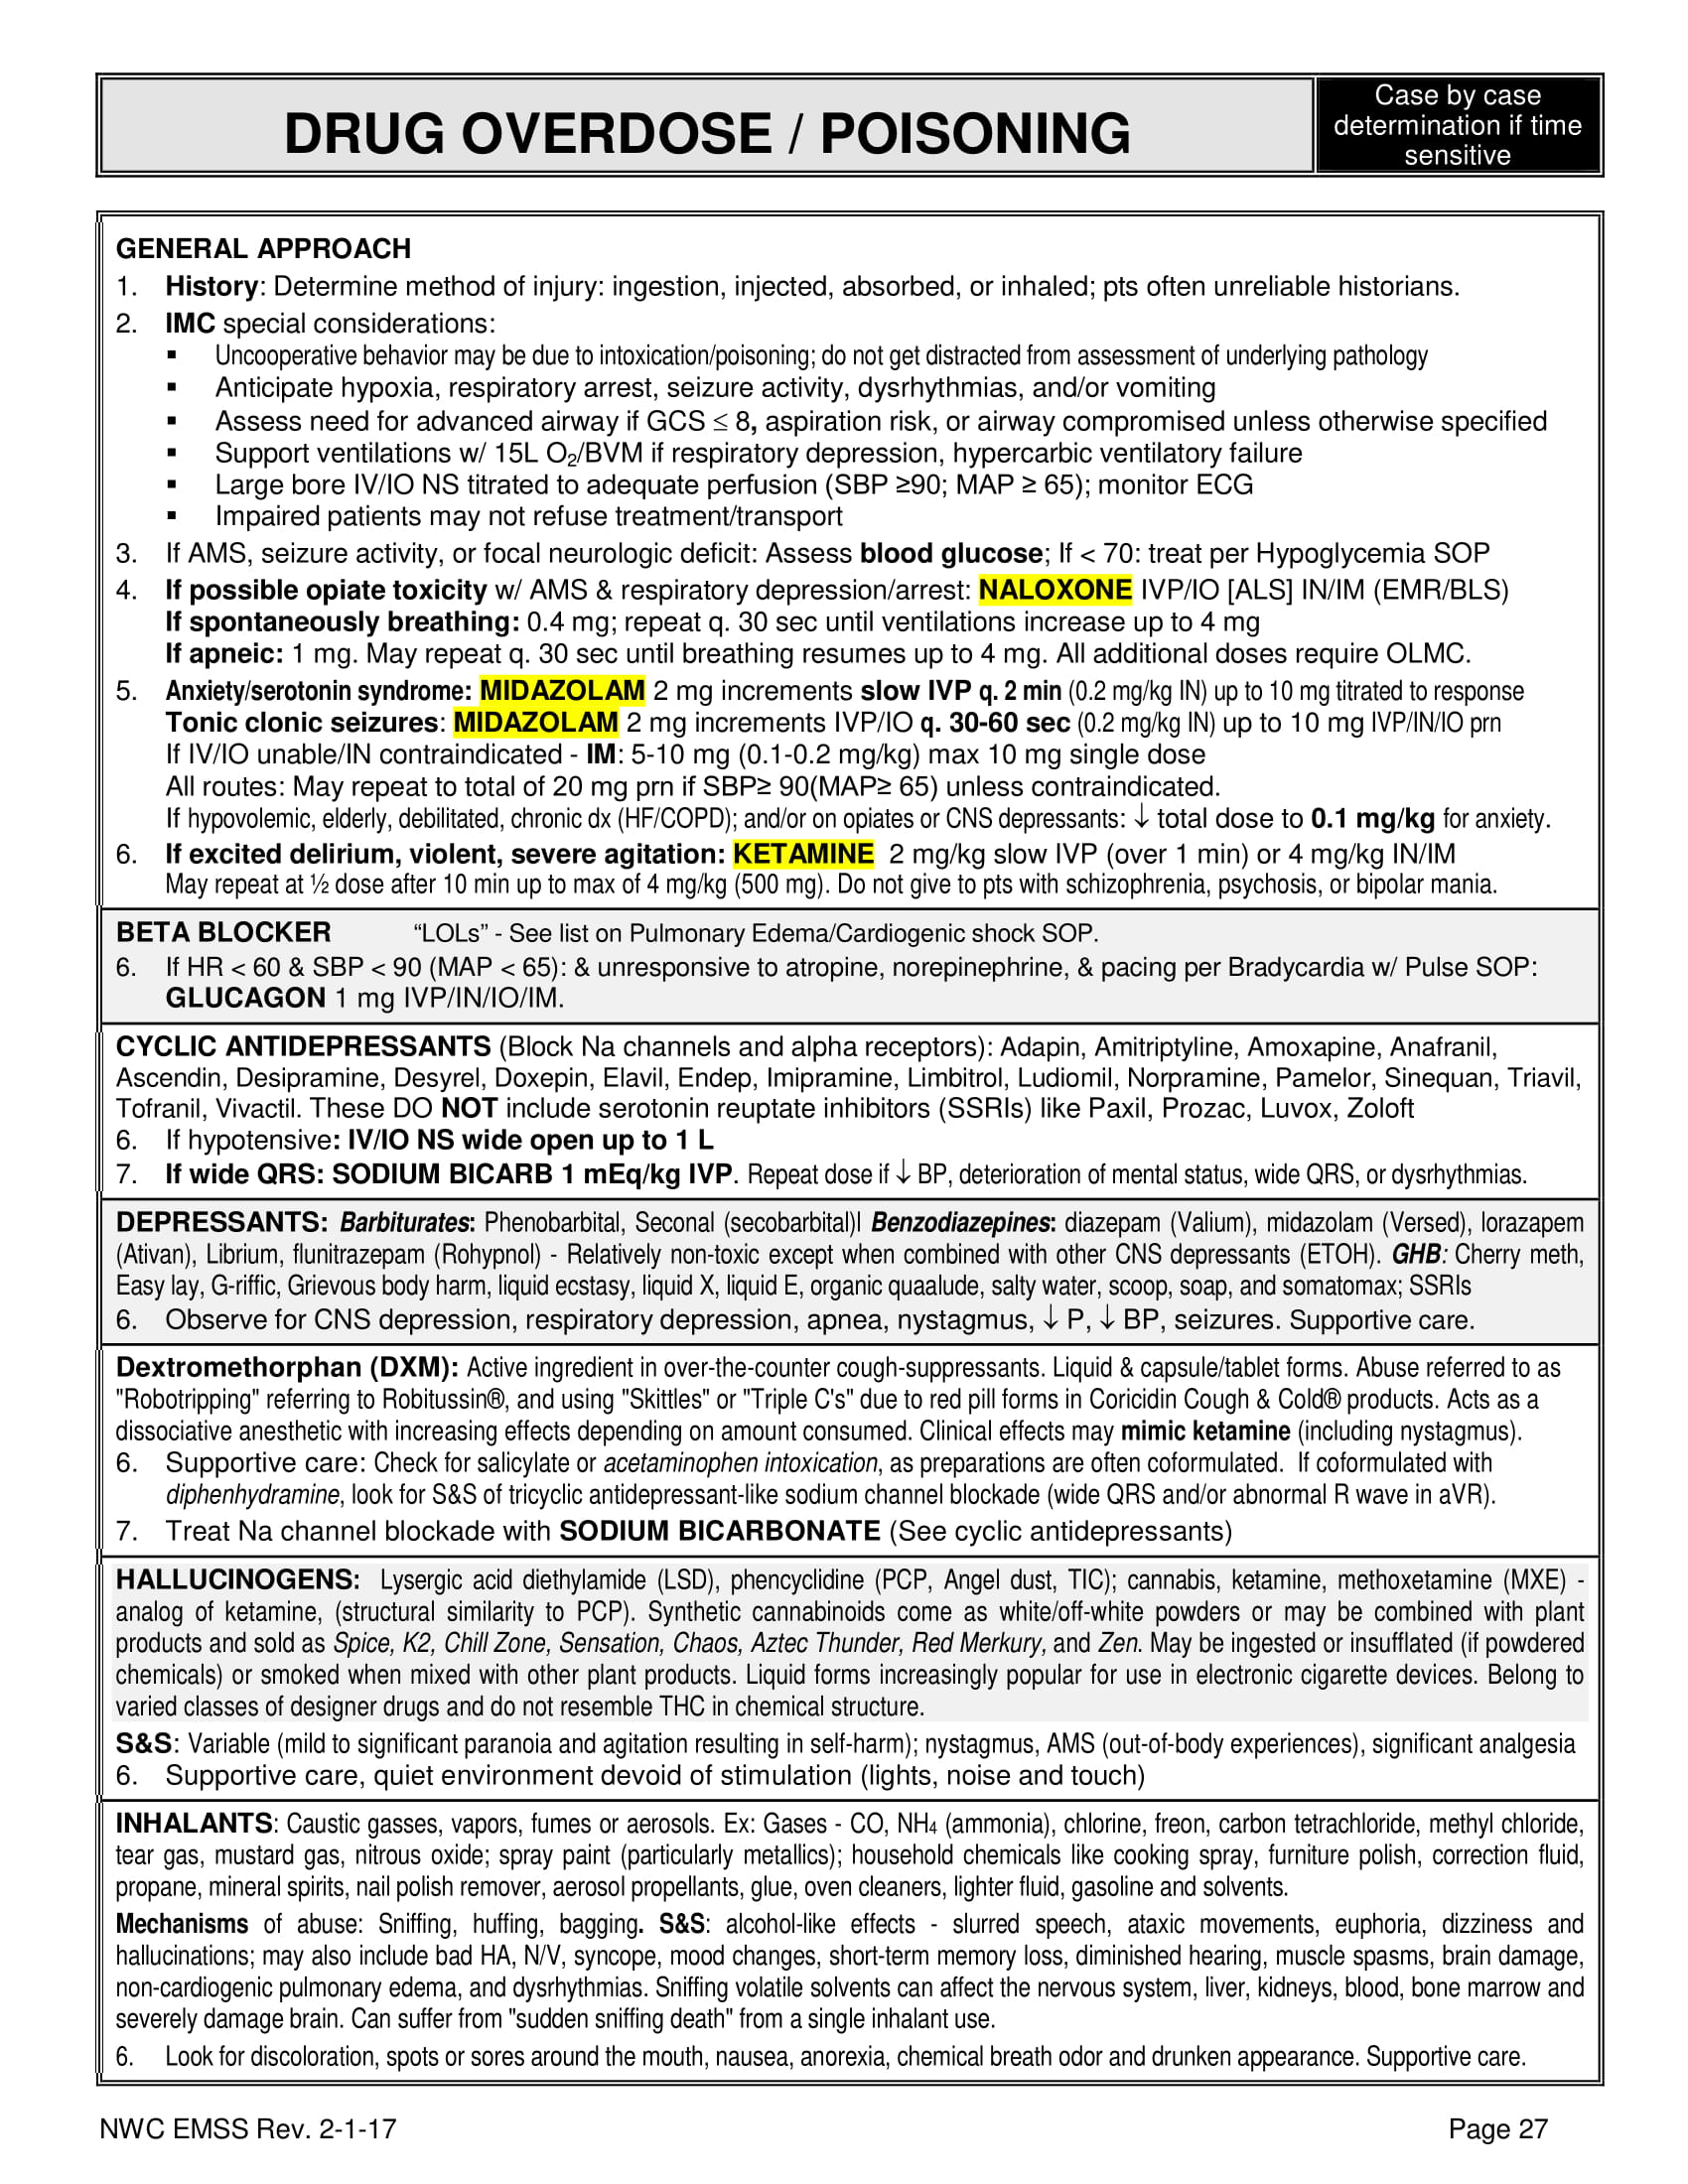 DRUG OVERDOSE / POISONING
Case by case
determination if time
sensitive
GENERAL APPROACH
1. History: Determine method of injury: ingestion, injected, absorbed, or inhaled; pts often unreliable historians.
2. IMC special considerations:
▪ Uncooperative behavior may be due to intoxication/poisoning; do not get distracted from assessment of underlying pathology
▪ Anticipate hypoxia, respiratory arrest, seizure activity, dysrhythmias, and/or vomiting
▪ Assess need for advanced airway if GCS ≤ 8, aspiration risk, or airway compromised unless otherwise specified
▪ Support ventilations w/ 15L O2/BVM if respiratory depression, hypercarbic ventilatory failure
▪ Large bore IV/IO NS titrated to adequate perfusion (SBP ≥90; MAP ≥ 65); monitor ECG
▪ Impaired patients may not refuse treatment/transport
3. If AMS, seizure activity, or focal neurologic deficit: Assess blood glucose; If < 70: treat per Hypoglycemia SOP
4. If possible opiate toxicity w/ AMS & respiratory depression/arrest: NALOXONE IVP/IO [ALS] IN/IM (EMR/BLS)
If spontaneously breathing: 0.4 mg; repeat q. 30 sec until ventilations increase up to 4 mg
If apneic: 1 mg. May repeat q. 30 sec until breathing resumes up to 4 mg. All additional doses require OLMC.
5. Anxiety/serotonin syndrome: MIDAZOLAM 2 mg increments slow IVP q. 2 min (0.2 mg/kg IN) up to 10 mg titrated to response
Tonic clonic seizures: MIDAZOLAM 2 mg increments IVP/IO q. 30-60 sec (0.2 mg/kg IN) up to 10 mg IVP/IN/IO prn
If IV/IO unable/IN contraindicated - IM: 5-10 mg (0.1-0.2 mg/kg) max 10 mg single dose
All routes: May repeat to total of 20 mg prn if SBP≥ 90(MAP≥ 65) unless contraindicated.
If hypovolemic, elderly, debilitated, chronic dx (HF/COPD); and/or on opiates or CNS depressants: ↓ total dose to 0.1 mg/kg for anxiety.
6. If excited delirium, violent, severe agitation: KETAMINE 2 mg/kg slow IVP (over 1 min) or 4 mg/kg IN/IM
May repeat at ½ dose after 10 min up to max of 4 mg/kg (500 mg). Do not give to pts with schizophrenia, psychosis, or bipolar mania.
BETA BLOCKER “LOLs” - See list on Pulmonary Edema/Cardiogenic shock SOP.
6. If HR < 60 & SBP < 90 (MAP < 65): & unresponsive to atropine, norepinephrine, & pacing per Bradycardia w/ Pulse SOP:
GLUCAGON 1 mg IVP/IN/IO/IM.
CYCLIC ANTIDEPRESSANTS (Block Na channels and alpha receptors): Adapin, Amitriptyline, Amoxapine, Anafranil,
Ascendin, Desipramine, Desyrel, Doxepin, Elavil, Endep, Imipramine, Limbitrol, Ludiomil, Norpramine, Pamelor, Sinequan, Triavil,
Tofranil, Vivactil. These DO NOT include serotonin reuptate inhibitors (SSRIs) like Paxil, Prozac, Luvox, Zoloft
6. If hypotensive: IV/IO NS wide open up to 1 L
7. If wide QRS: SODIUM BICARB 1 mEq/kg IVP. Repeat dose if ↓ BP, deterioration of mental status, wide QRS, or dysrhythmias.
DEPRESSANTS: Barbiturates: Phenobarbital, Seconal (secobarbital)l Benzodiazepines: diazepam (Valium), midazolam (Versed), lorazapem
(Ativan), Librium, flunitrazepam (Rohypnol) - Relatively non-toxic except when combined with other CNS depressants (ETOH). GHB: Cherry meth,
Easy lay, G-riffic, Grievous body harm, liquid ecstasy, liquid X, liquid E, organic quaalude, salty water, scoop, soap, and somatomax; SSRIs
6. Observe for CNS depression, respiratory depression, apnea, nystagmus, ↓ P, ↓ BP, seizures. Supportive care.
Dextromethorphan (DXM): Active ingredient in over-the-counter cough-suppressants. Liquid & capsule/tablet forms. Abuse referred to as
"Robotripping" referring to Robitussin®, and using "Skittles" or "Triple C's" due to red pill forms in Coricidin Cough & Cold® products. Acts as a
dissociative anesthetic with increasing effects depending on amount consumed. Clinical effects may mimic ketamine (including nystagmus).
6. Supportive care: Check for salicylate or acetaminophen intoxication, as preparations are often coformulated. If coformulated with
diphenhydramine, look for S&S of tricyclic antidepressant-like sodium channel blockade (wide QRS and/or abnormal R wave in aVR).
7. Treat Na channel blockade with SODIUM BICARBONATE (See cyclic antidepressants)
HALLUCINOGENS: Lysergic acid diethylamide (LSD), phencyclidine (PCP, Angel dust, TIC); cannabis, ketamine, methoxetamine (MXE) -
analog of ketamine, (structural similarity to PCP). Synthetic cannabinoids come as white/off-white powders or may be combined with plant
products and sold as Spice, K2, Chill Zone, Sensation, Chaos, Aztec Thunder, Red Merkury, and Zen. May be ingested or insufflated (if powdered
chemicals) or smoked when mixed with other plant products. Liquid forms increasingly popular for use in electronic cigarette devices. Belong to
varied classes of designer drugs and do not resemble THC in chemical structure.
S&S: Variable (mild to significant paranoia and agitation resulting in self-harm); nystagmus, AMS (out-of-body experiences), significant analgesia
6. Supportive care, quiet environment devoid of stimulation (lights, noise and touch)
INHALANTS: Caustic gasses, vapors, fumes or aerosols. Ex: Gases - CO, NH4 (ammonia), chlorine, freon, carbon tetrachloride, methyl chloride,
tear gas, mustard gas, nitrous oxide; spray paint (particularly metallics); household chemicals like cooking spray, furniture polish, correction fluid,
propane, mineral spirits, nail polish remover, aerosol propellants, glue, oven cleaners, lighter fluid, gasoline and solvents.
Mechanisms of abuse: Sniffing, huffing, bagging. S&S: alcohol-like effects - slurred speech, ataxic movements, euphoria, dizziness and
hallucinations; may also include bad HA, N/V, syncope, mood changes, short-term memory loss, diminished hearing, muscle spasms, brain damage,
non-cardiogenic pulmonary edema, and dysrhythmias. Sniffing volatile solvents can affect the nervous system, liver, kidneys, blood, bone marrow and
severely damage brain. Can suffer from "sudden sniffing death" from a single inhalant use.
6. Look for discoloration, spots or sores around the mouth, nausea, anorexia, chemical breath odor and drunken appearance. Supportive care.
NWC EMSS Rev. 2-1-17
Page 27